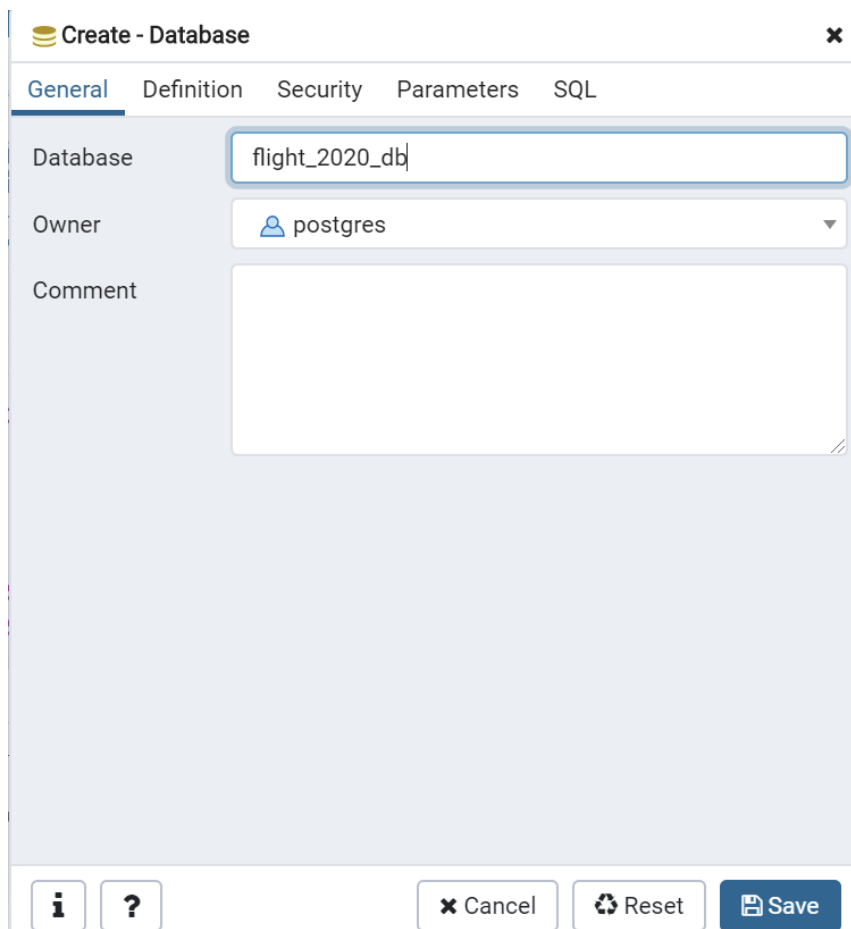 Create - Database
General Definition Security Parameters SQL
Database flight_2020_db
Owner postgres
Comment
i ? Cancel Reset Save